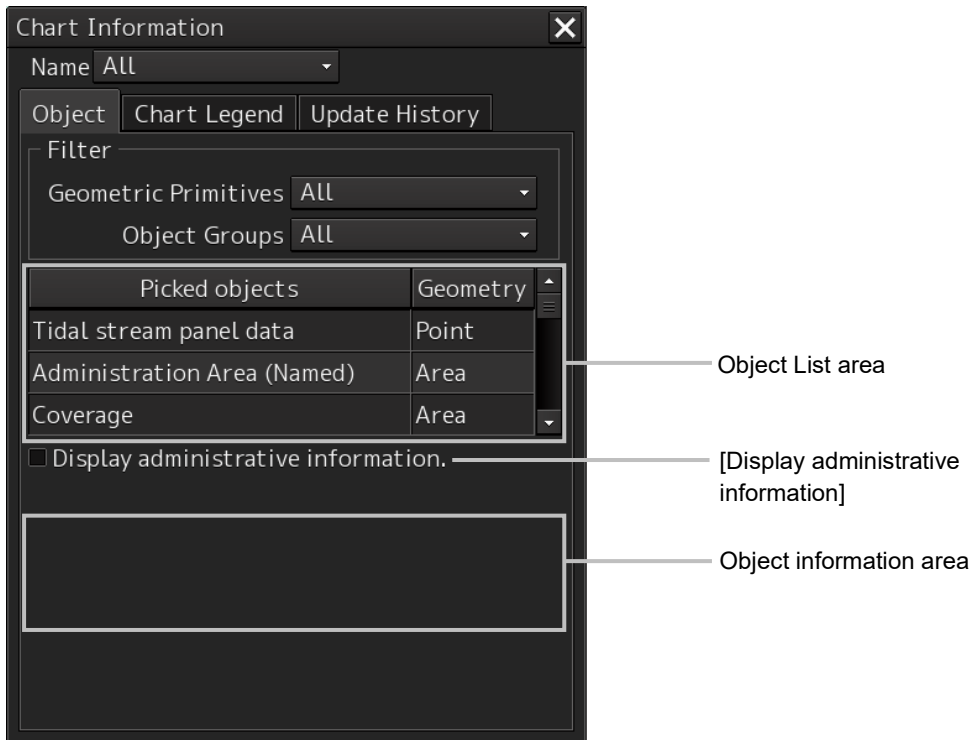 Chart Information
Name All
Object Chart Legend Update History
Filter
Geometric Primitives All
Object Groups All
Picked objects Geometry
Tidal stream panel data Point
Administration Area (Named) Area
Coverage Area
Display administrative information.
Object List area
[Display administrative
information]
Object information area